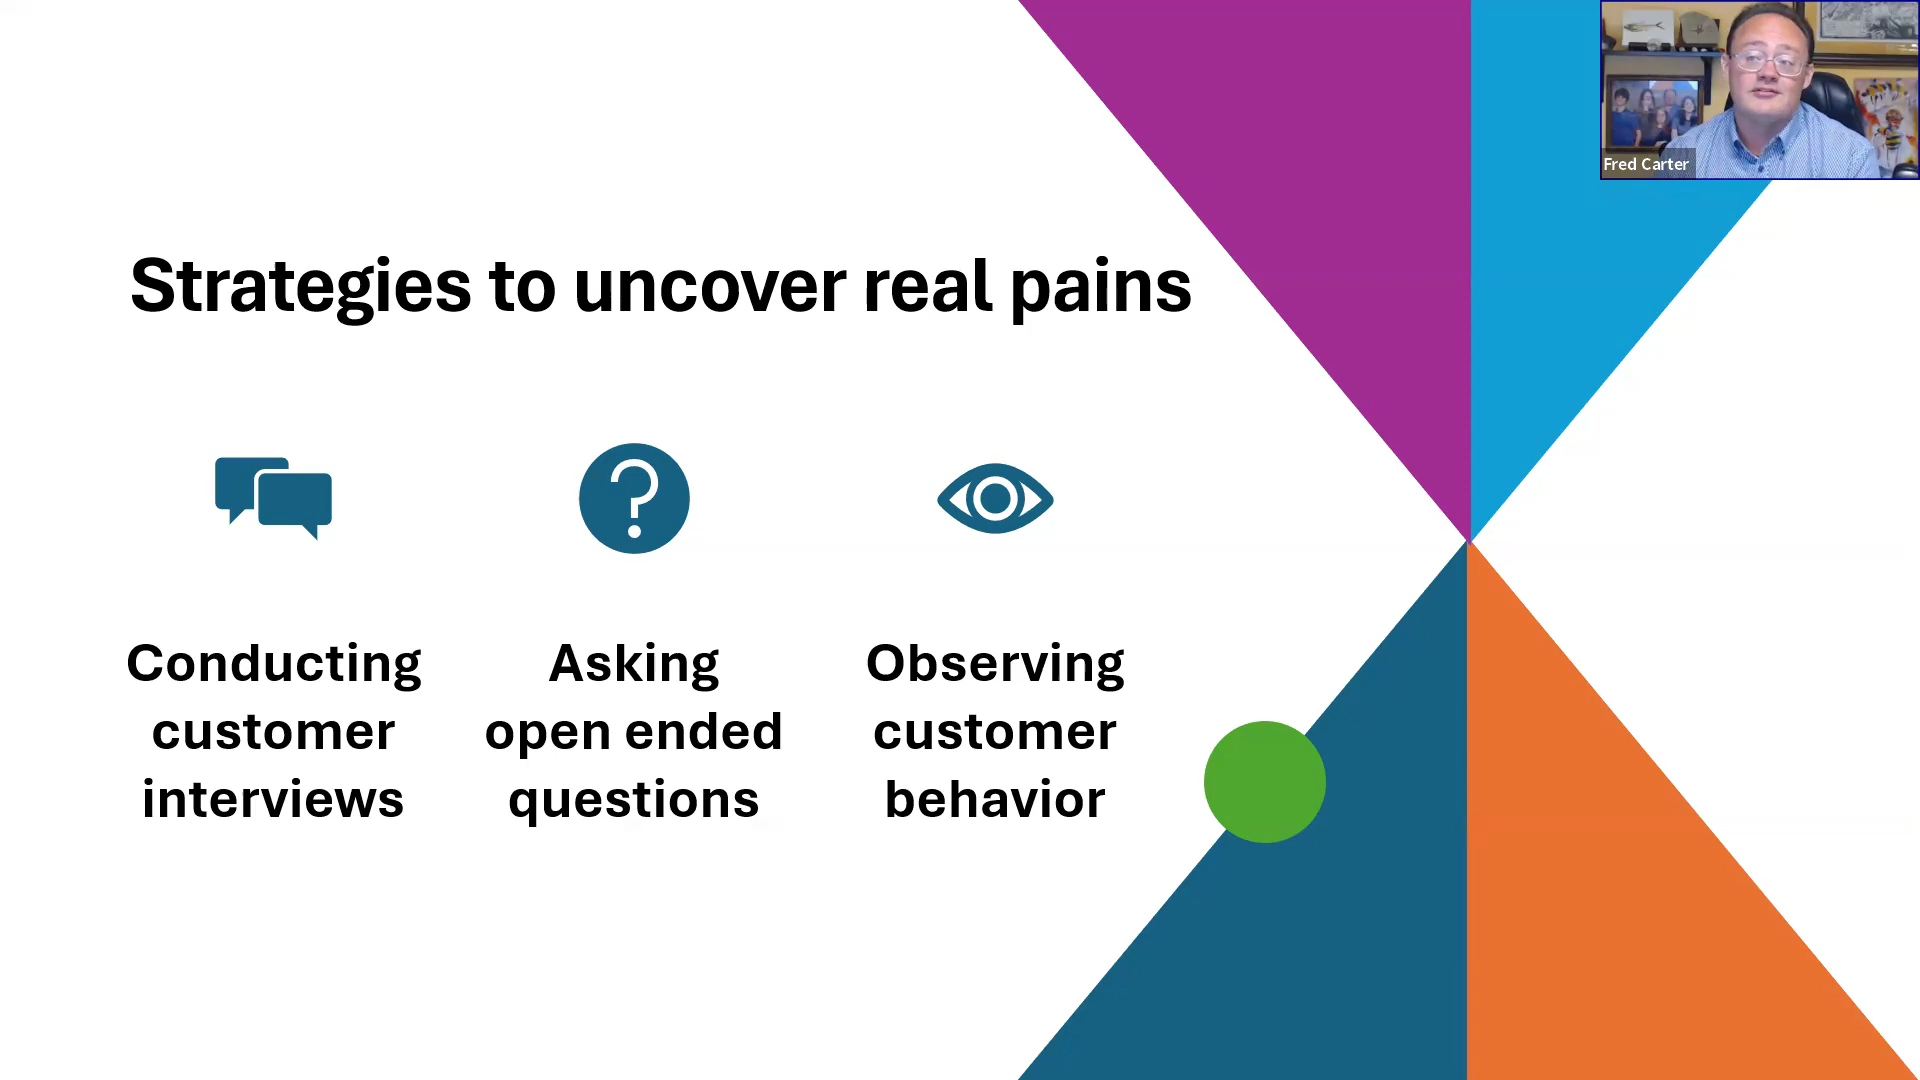 Fred Carter
Strategies to uncover real pains
Conducting
customer
interviews
Asking
open ended
questions
Observing
customer
behavior